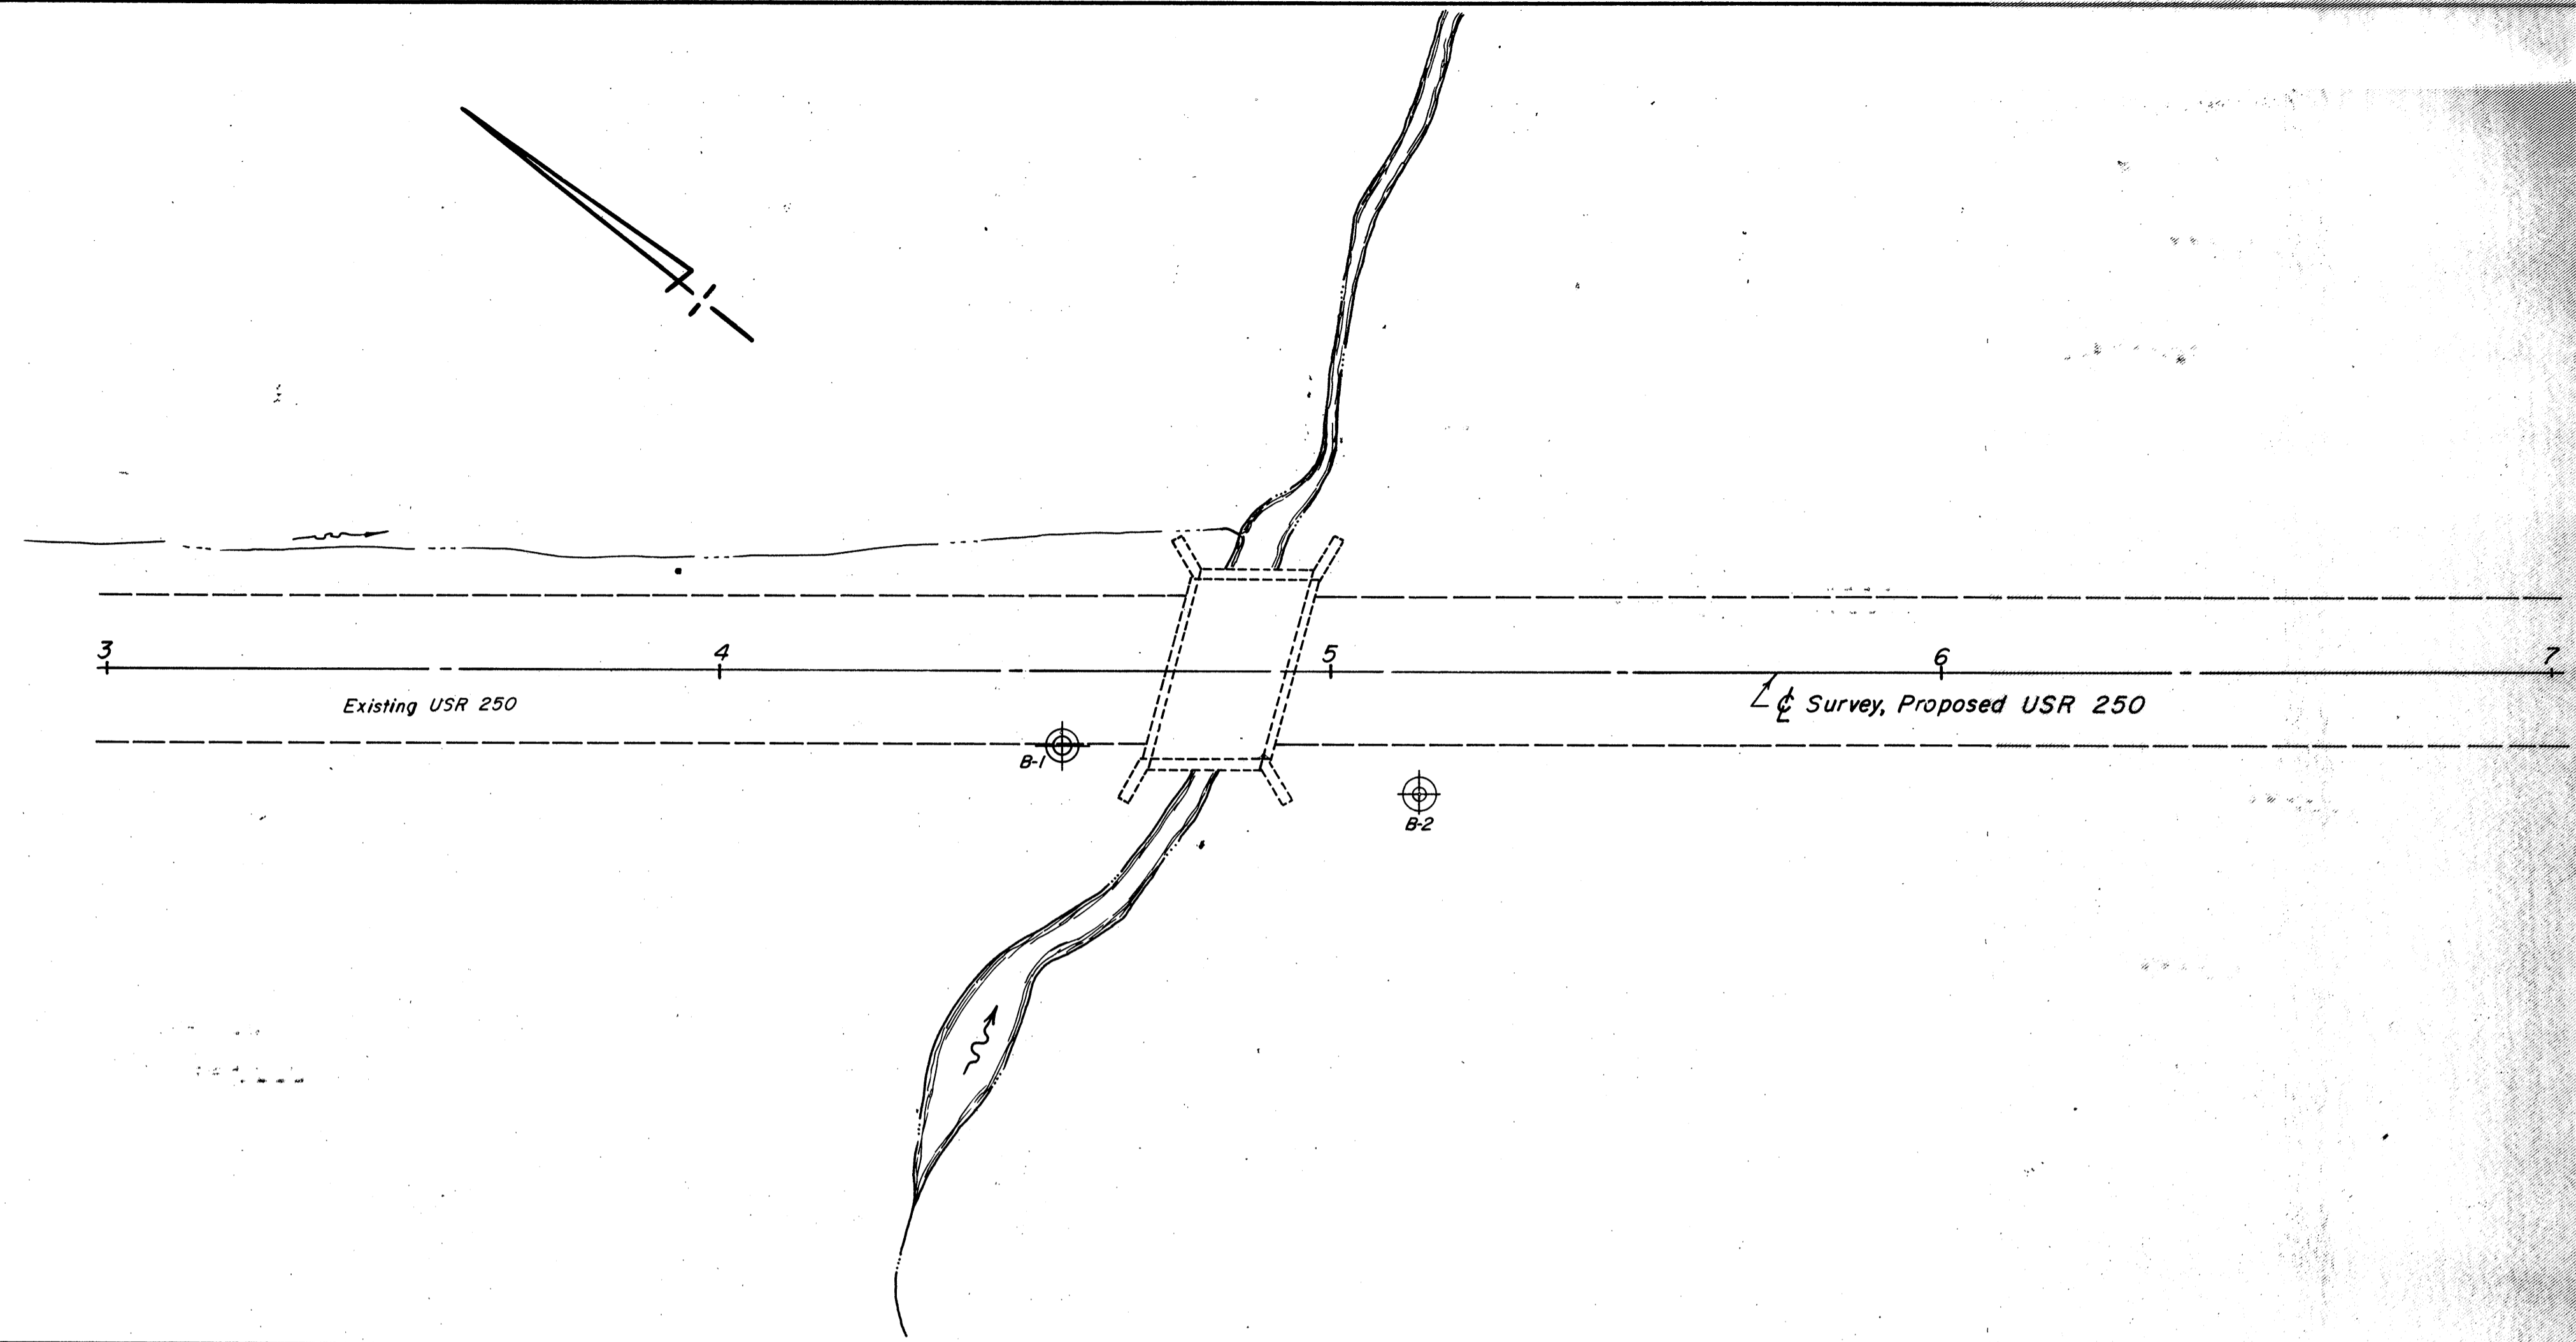 3
4
5
6
7
Existing USR 250
℄ Survey, Proposed USR 250
B-1
B-2